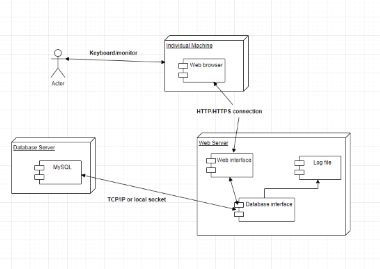 Keyboard/monitor
Individual Machine
Web browser
Actor
HTTP/HTTPS connection
Database Server
MySQL
Web Server
Web interface
Log file
TCP/IP or local socket
Database interface